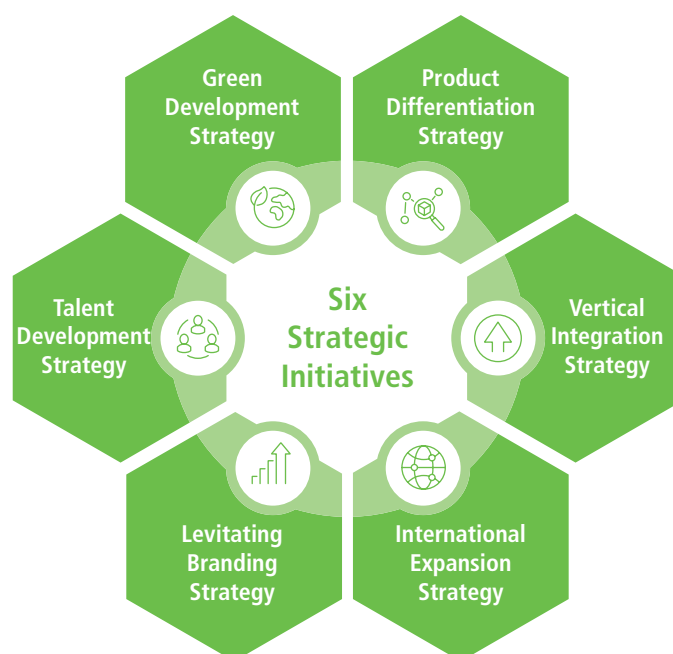 Green
Development
Strategy
Product
Differentiation
Strategy
Talent
Development
Strategy
Six
Strategic
Initiatives
Vertical
Integration
Strategy
Levitating
Branding
Strategy
International
Expansion
Strategy